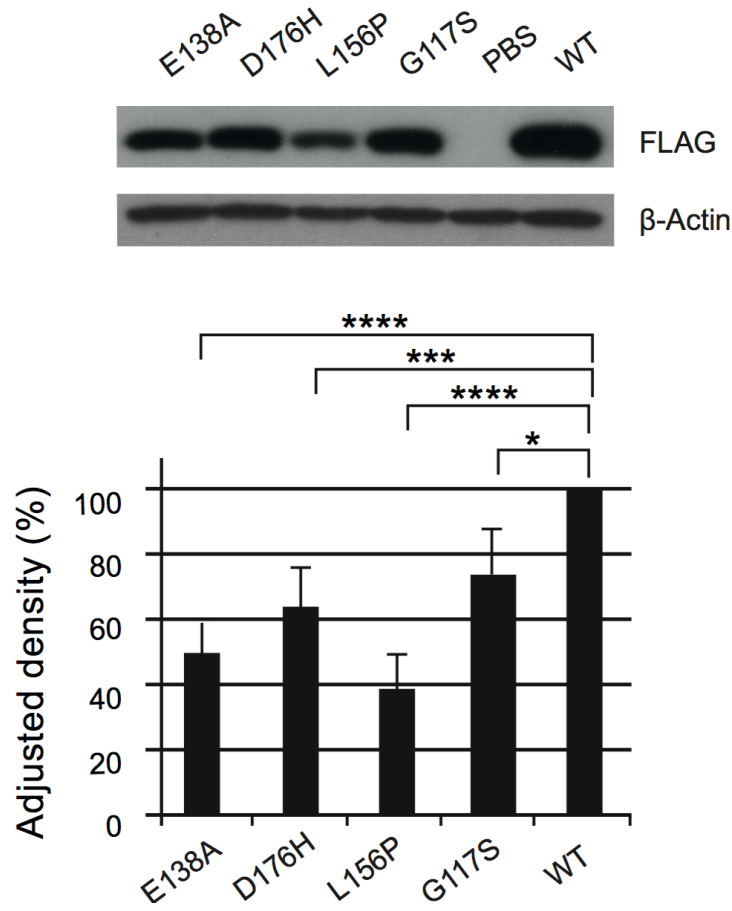 E138A D176H L156P G117S PBS WT
FLAG
β-Actin
****
***
****
*
Adjusted density (%)
100
80
60
40
20
0
E138A D176H L156P G117S WT